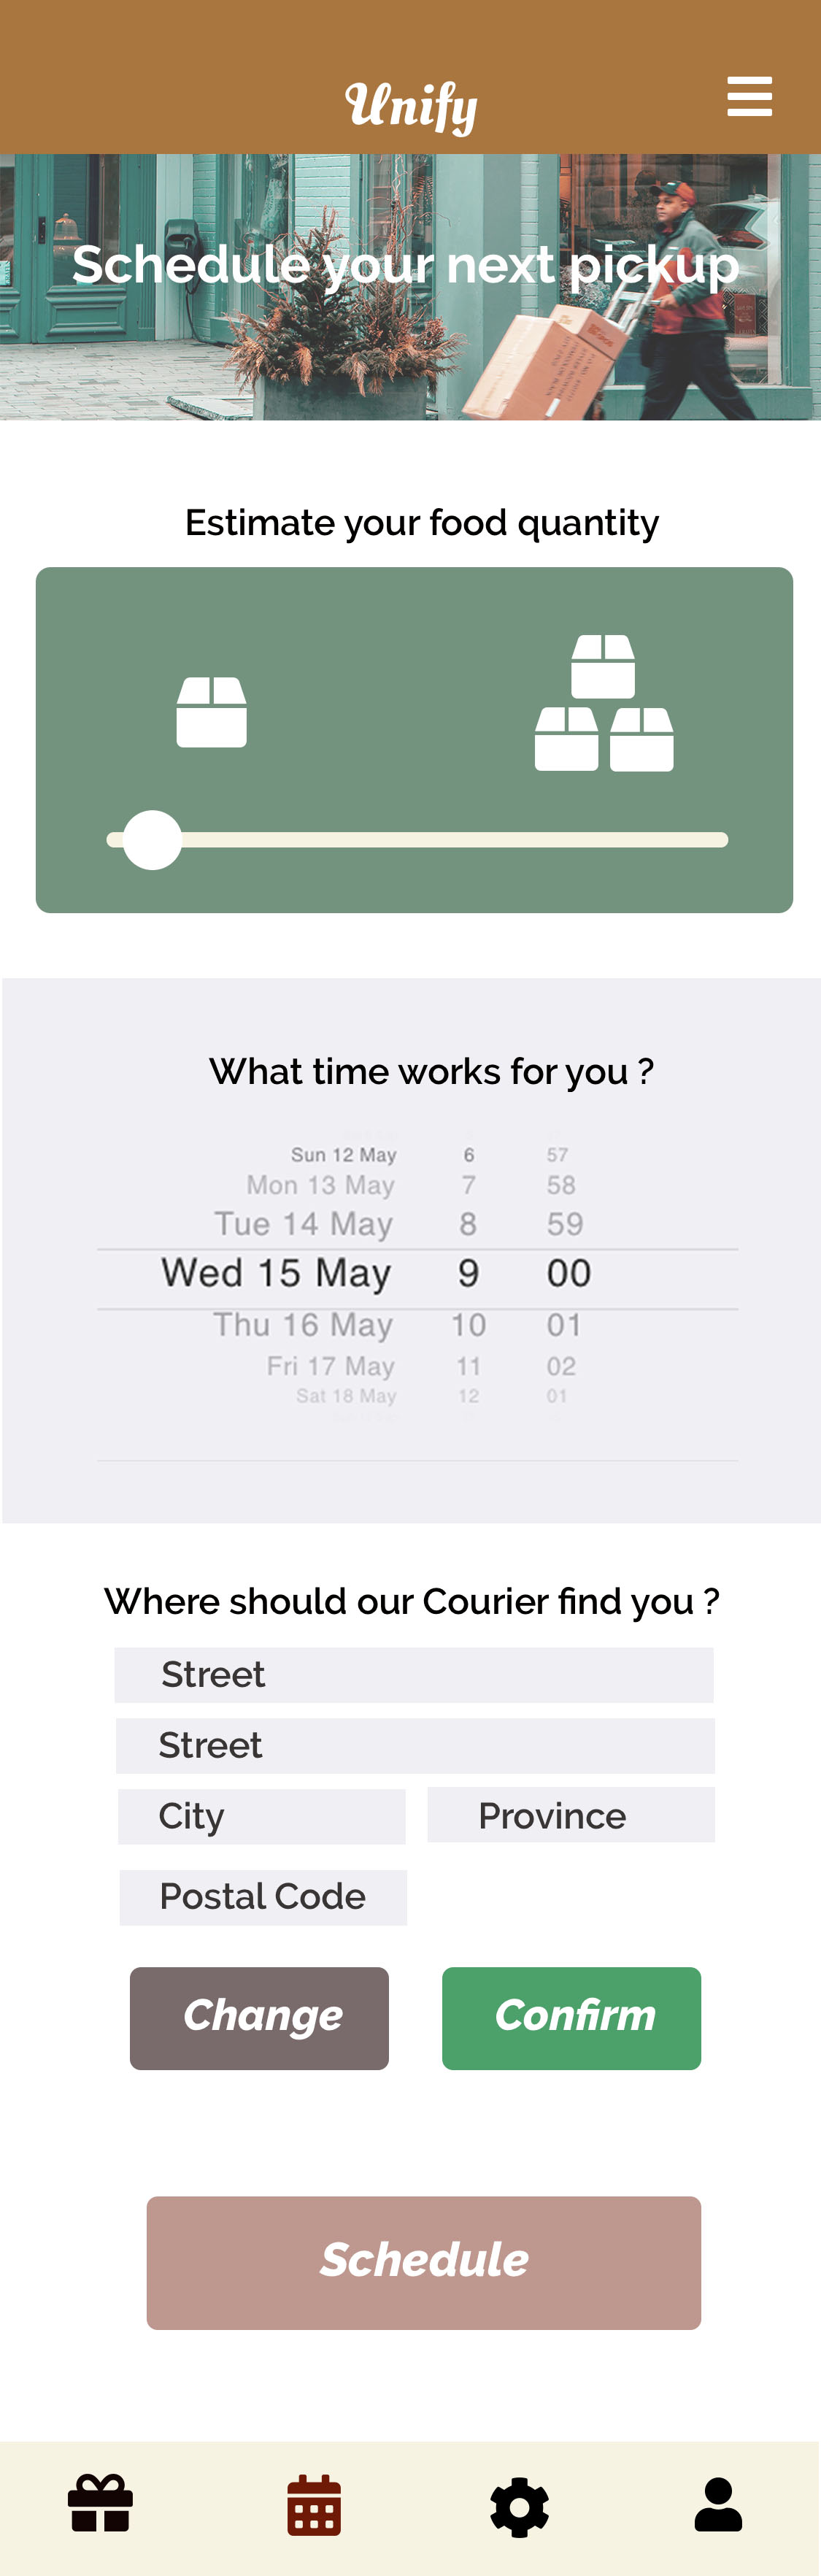 Unify
Schedule your next pickup
Estimate your food quantity
What time works for you ?
Sun 12 May 6 57
Mon 13 May 7 58
Tue 14 May 8 59
Wed 15 May 9 00
Thu 16 May 10 01
Fri 17 May 11 02
Sat 18 May 12 01
Where should our Courier find you ?
Street
Street
City Province
Postal Code
Change Confirm
Schedule